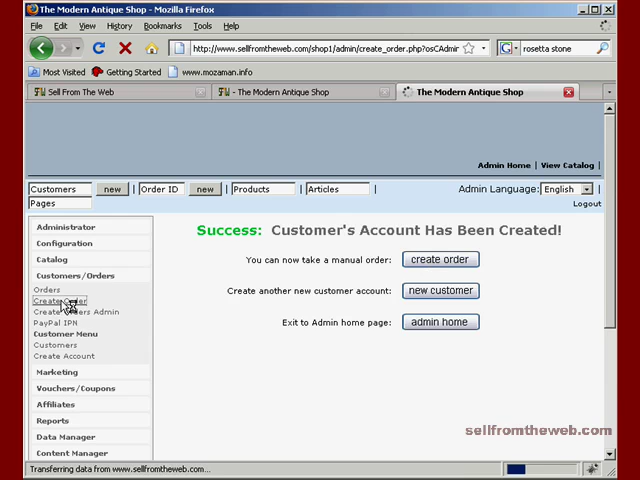 The Modern Antique Shop - Mozilla Firefox
File Edit View History Bookmarks Tools Help
http://www.sellfromtheweb.com/shop1/admin/create_order.php?osCAdmin
rosetta stone
Most Visited Getting Started www.mozaman.info
Sell From The Web - The Modern Antique Shop The Modern Antique Shop
Admin Home | View Catalog |
Customers new | Order ID new | Products | Articles |
Admin Language: English
Pages
Logout
Administrator
Configuration
Catalog
Customers/Orders
Orders
Create Order
Create Orders Admin
PayPal IPN
Customer Menu
Customers
Create Account
Marketing
Vouchers/Coupons
Affiliates
Reports
Data Manager
Content Manager
Success: Customer's Account Has Been Created!
You can now take a manual order: create order
Create another new customer account: new customer
Exit to Admin home page: admin home
sellfromtheweb.com
Transferring data from www.sellfromtheweb.com...